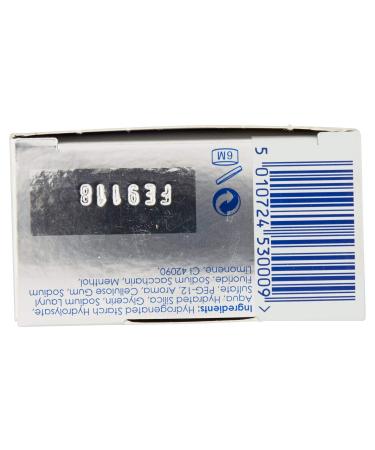 Ingredients: Hydrogenated Starch Hydrolysate,
Aqua, Hydrated Silica, Glycerin, Sodium Lauryl
Sulfate, PEG-12, Aroma, Cellulose Gum, Sodium
Fluoride, Sodium Saccharin, Menthol,
Limonene, CI 42090.
FE9118
6M
5 010724 530009 >